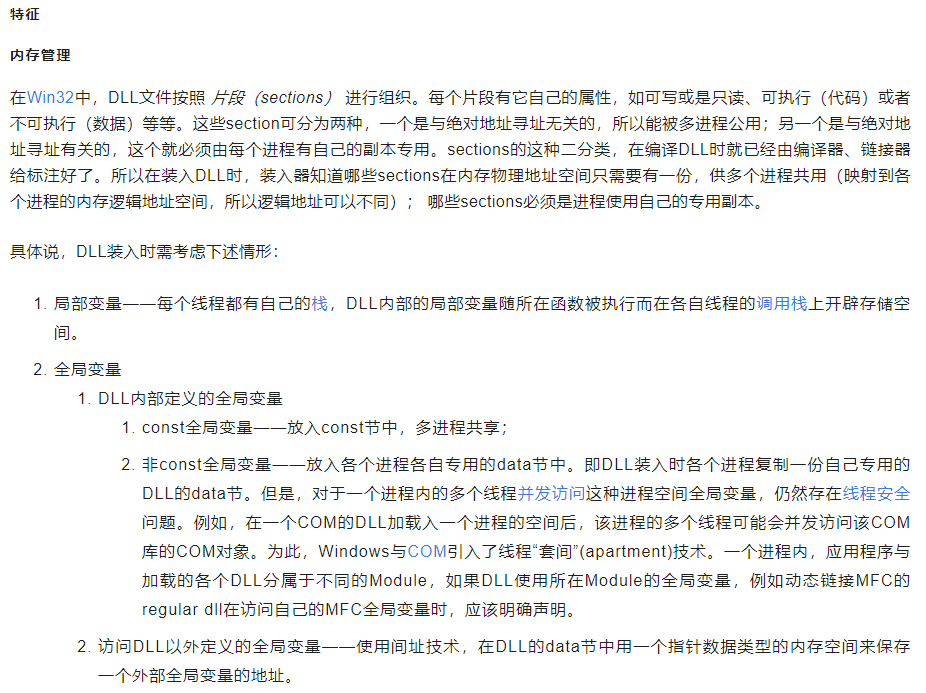 特征
内存管理
在Win32中，DLL文件按照 片段（sections） 进行组织。每个片段有它自己的属性，如可写或是只读、可执行（代码）或者
不可执行（数据）等等。这些section可分为两种，一个是与绝对地址寻址无关的，所以能被多进程公用；另一个是与绝对地
址寻址有关的，这个就必须由每个进程有自己的副本专用。sections的这种二分类，在编译DLL时就已经由编译器、链接器
给标注好了。所以在装入DLL时，装入器知道哪些sections在内存物理地址空间只需要有一份，供多个进程共用（映射到各
个进程的内存逻辑地址空间，所以逻辑地址可以不同）； 哪些sections必须是进程使用自己的专用副本。
具体说，DLL装入时需考虑下述情形：
1. 局部变量——每个线程都有自己的栈，DLL内部的局部变量随所在函数被执行而在各自线程的调用栈上开辟存储空
间。
2. 全局变量
1. DLL内部定义的全局变量
1. const全局变量——放入const节中，多进程共享；
2. 非const全局变量——放入各个进程各自专用的data节中。即DLL装入时各个进程复制一份自己专用的
DLL的data节。但是，对于一个进程内的多个线程并发访问这种进程空间全局变量，仍然存在线程安全
问题。例如，在一个COM的DLL加载入一个进程的空间后，该进程的多个线程可能会并发访问该COM
库的COM对象。为此，Windows与COM引入了线程“套间”(apartment)技术。一个进程内，应用程序与
加载的各个DLL分属于不同的Module，如果DLL使用所在Module的全局变量，例如动态链接MFC的
regular dll在访问自己的MFC全局变量时，应该明确声明。
2. 访问DLL以外定义的全局变量——使用间址技术，在DLL的data节中用一个指针数据类型的内存空间来保存
一个外部全局变量的地址。